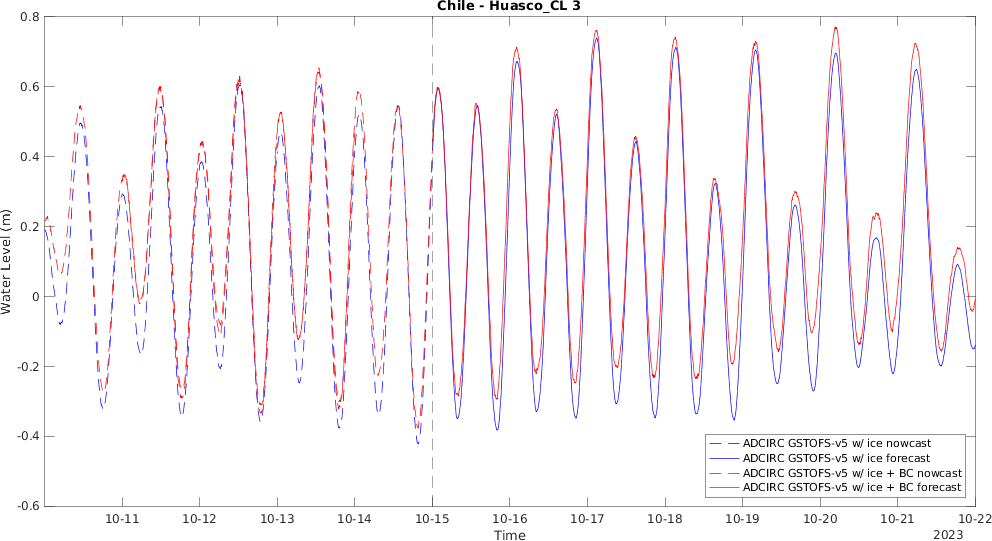 Chile - Huasco_CL 3
0.8
0.6
0.4
0.2
0
-0.2
-0.4
-0.6
Water Level (m)
10-11 10-12 10-13 10-14 10-15 10-16 10-17 10-18 10-19 10-20 10-21 10-22
Time
2023
ADCIRC GSTOFS-v5 w/ ice nowcast
ADCIRC GSTOFS-v5 w/ ice forecast
ADCIRC GSTOFS-v5 w/ ice + BC nowcast
ADCIRC GSTOFS-v5 w/ ice + BC forecast